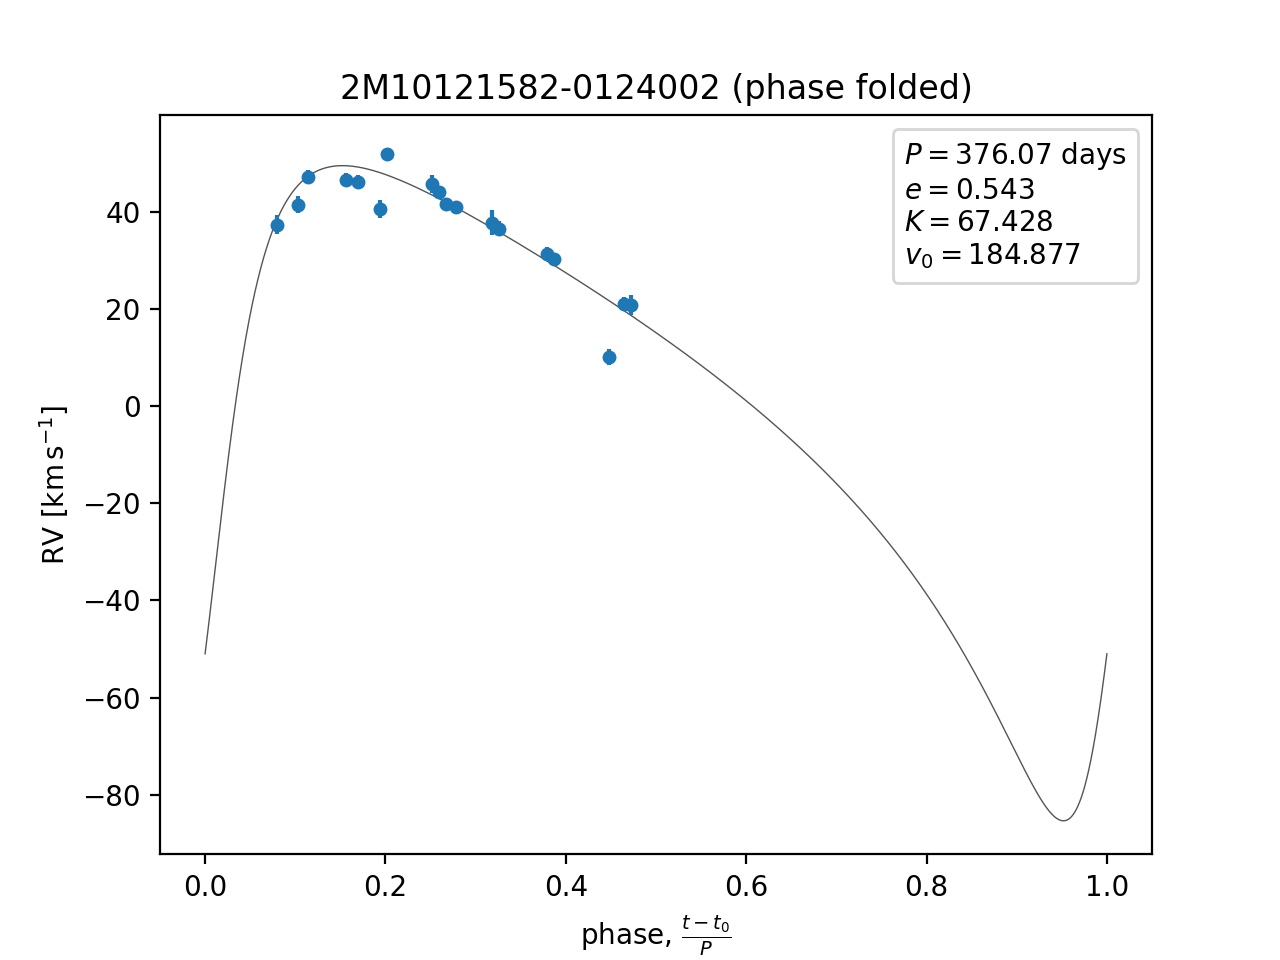 2M10121582-0124002 (phase folded)
P = 376.07 days
e = 0.543
K = 67.428
v₀ = 184.877
RV [km s⁻¹]
40
20
0
−20
−40
−60
−80
0.0 0.2 0.4 0.6 0.8 1.0
phase, (t − t₀)/P